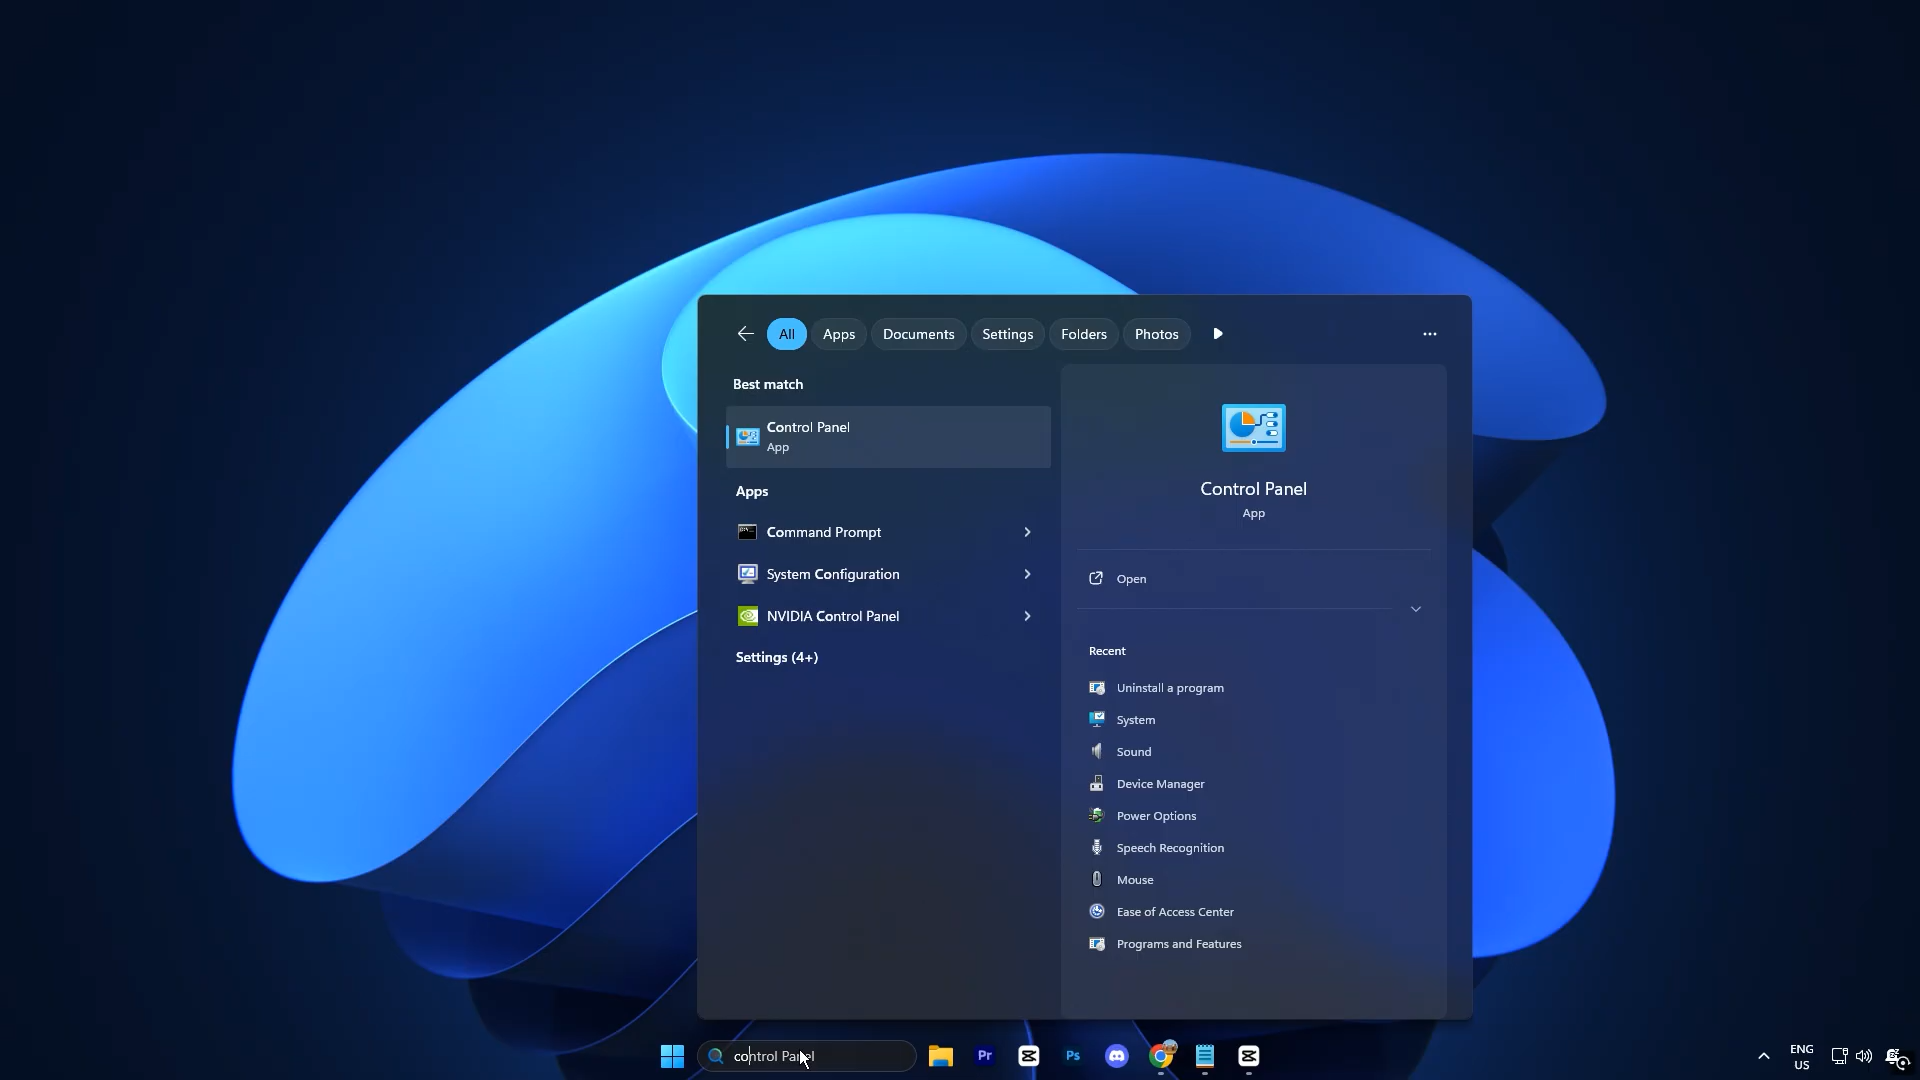 All
Apps
Documents
Settings
Folders
Photos
Best match
Control Panel
App
Apps
Command Prompt
System Configuration
NVIDIA Control Panel
Settings (4+)
Control Panel
App
Open
Recent
Uninstall a program
System
Sound
Device Manager
Power Options
Speech Recognition
Mouse
Ease of Access Center
Programs and Features
control Panel
Pr
Ps
ENG
US